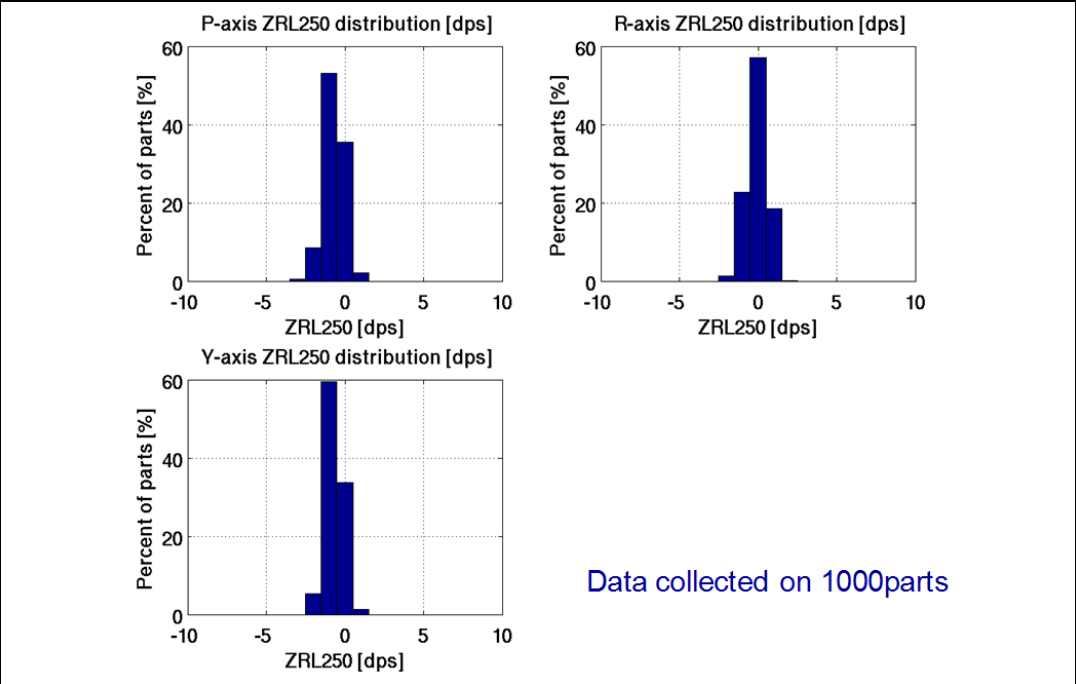 P-axis ZRL250 distribution [dps]
Percent of parts [%]
60
40
20
0
-10 -5 0 5 10
ZRL250 [dps]
R-axis ZRL250 distribution [dps]
Percent of parts [%]
60
40
20
0
-10 -5 0 5 10
ZRL250 [dps]
Y-axis ZRL250 distribution [dps]
Percent of parts [%]
60
40
20
0
-10 -5 0 5 10
ZRL250 [dps]
Data collected on 1000parts